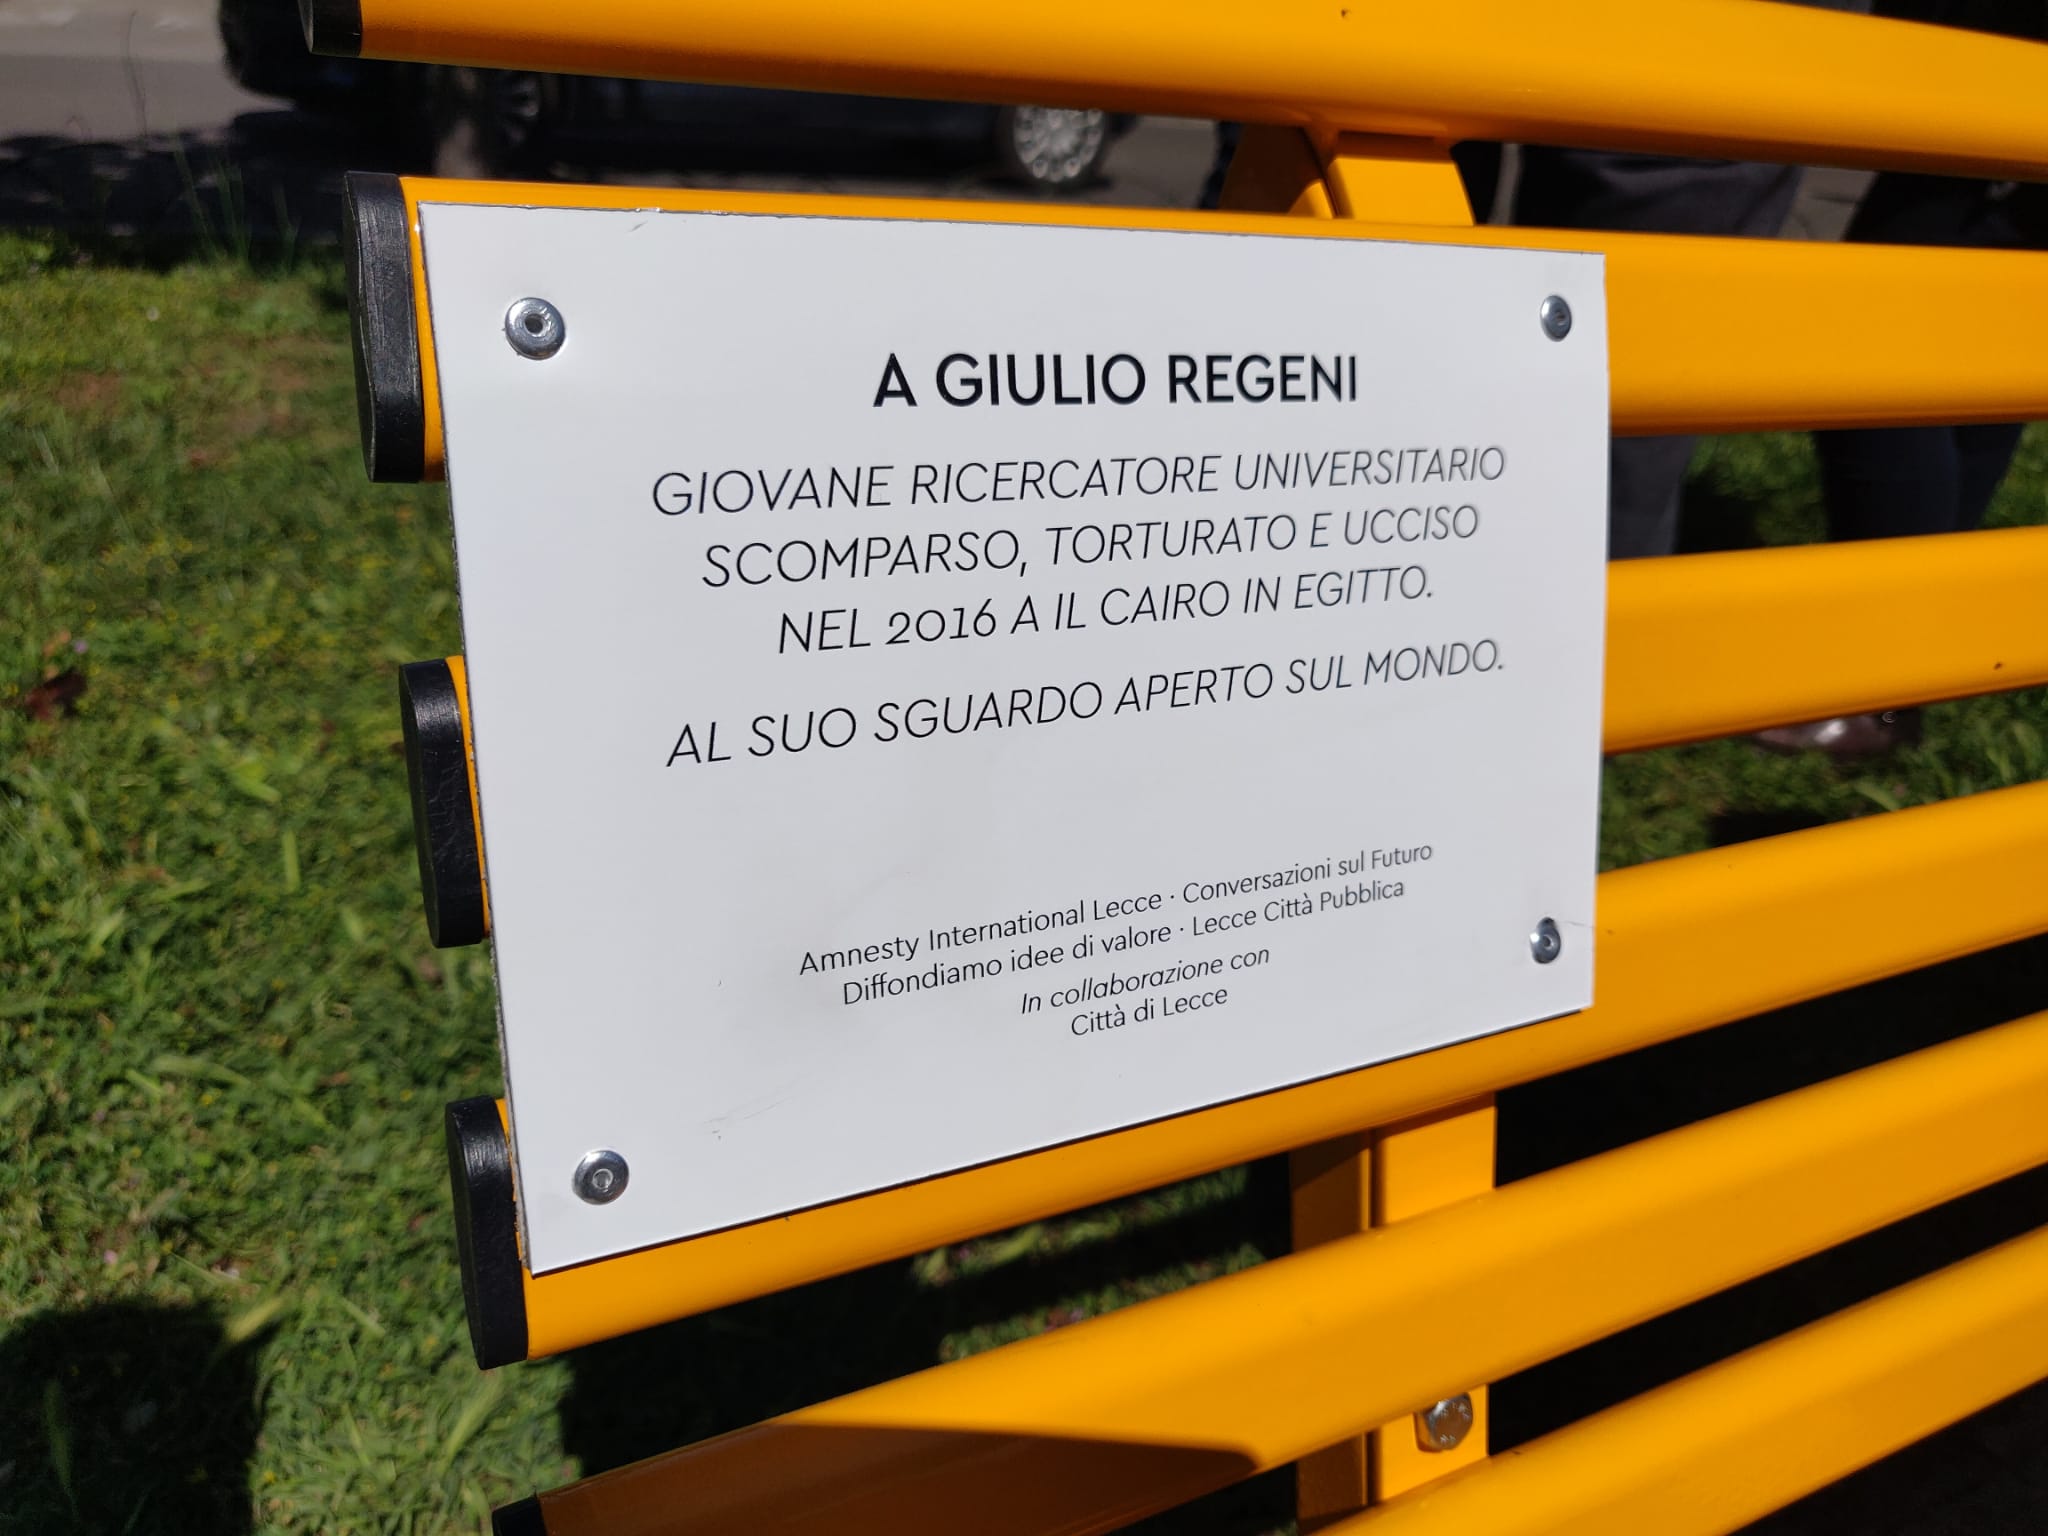 A GIULIO REGENI
GIOVANE RICERCATORE UNIVERSITARIO
SCOMPARSO, TORTURATO E UCCISO
NEL 2016 A IL CAIRO IN EGITTO.
AL SUO SGUARDO APERTO SUL MONDO.
Amnesty International Lecce · Conversazioni sul Futuro
Diffondiamo idee di valore · Lecce Città Pubblica
In collaborazione con
Città di Lecce